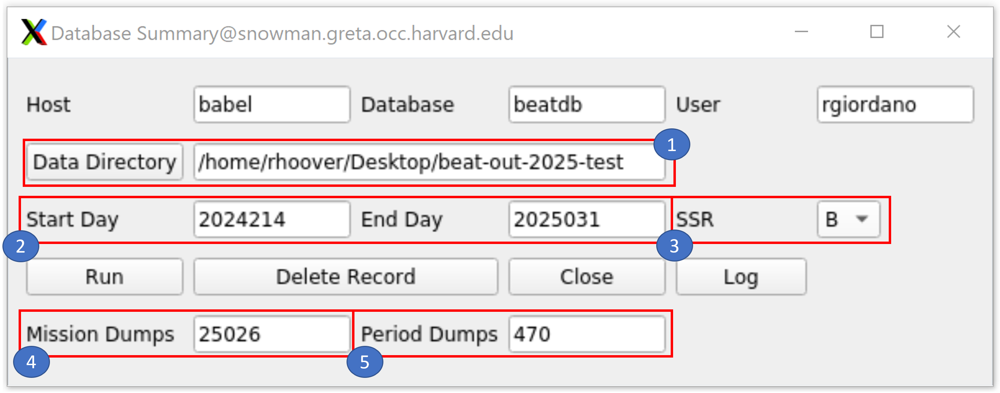 Database Summary@snowman.greta.occ.harvard.edu
Host babel Database beatdb User rgiordano
1
Data Directory /home/rhoover/Desktop/beat-out-2025-test
Start Day 2024214 End Day 2025031 SSR B
2 3
Run Delete Record Close Log
Mission Dumps 25026 Period Dumps 470
4 5